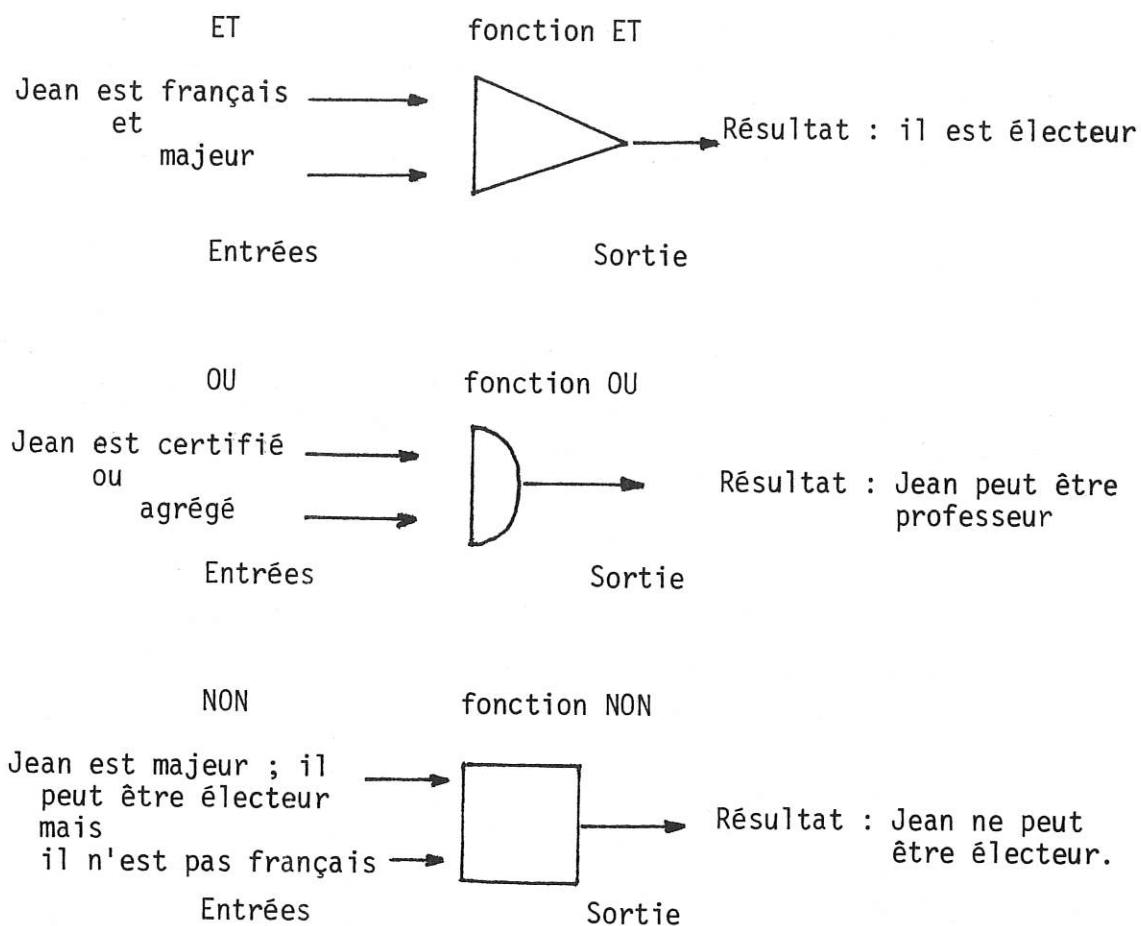 ET fonction ET
Jean est français
et
majeur
Résultat : il est électeur
Entrées Sortie
OU fonction OU
Jean est certifié
ou
agrégé
Résultat : Jean peut être
professeur
Entrées Sortie
NON fonction NON
Jean est majeur ; il
peut être électeur
mais
il n'est pas français
Résultat : Jean ne peut
être électeur.
Entrées Sortie